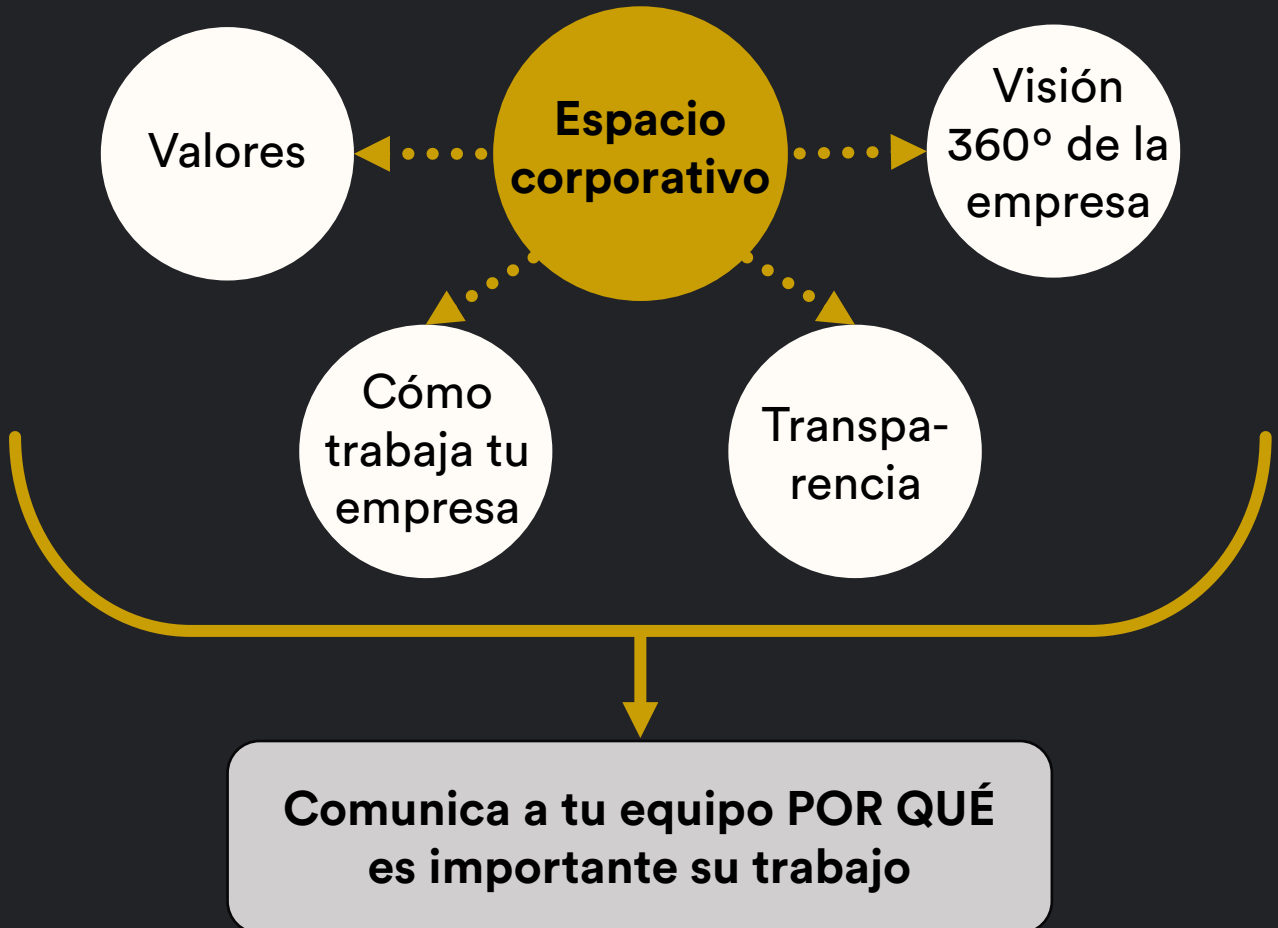 Valores
Espacio
corporativo
Visión
360º de la
empresa
Cómo
trabaja tu
empresa
Transpa-
rencia
Comunica a tu equipo POR QUÉ
es importante su trabajo